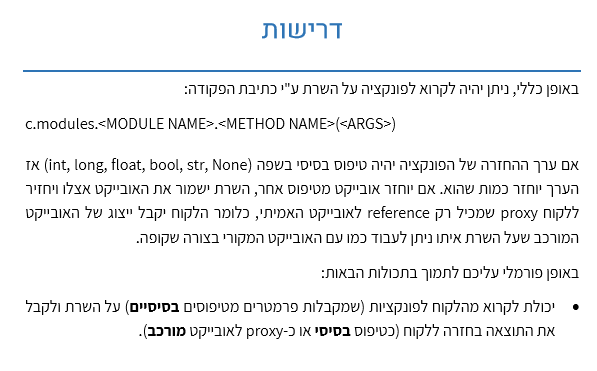 דרישות
באופן כללי, ניתן יהיה לקרוא לפונקציה על השרת ע"י כתיבת הפקודה:
c.modules.<MODULE NAME>.<METHOD NAME>(<ARGS>)
אם ערך ההחזרה של הפונקציה יהיה טיפוס בסיסי בשפה (int, long, float, bool, str, None) אז
הערך יוחזר כמות שהוא. אם יוחזר אובייקט מטיפוס אחר, השרת ישמור את האובייקט אצלו ויחזיר
ללקוח proxy שמכיל רק reference לאובייקט האמיתי, כלומר הלקוח יקבל ייצוג של האובייקט
המורכב שעל השרת איתו ניתן לעבוד כמו עם האובייקט המקורי בצורה שקופה.
באופן פורמלי עליכם לתמוך בתכולות הבאות:
• יכולת לקרוא מהלקוח לפונקציות (שמקבלות פרמטרים מטיפוסים בסיסיים) על השרת ולקבל
את התוצאה בחזרה ללקוח (כטיפוס בסיסי או כ-proxy לאובייקט מורכב).